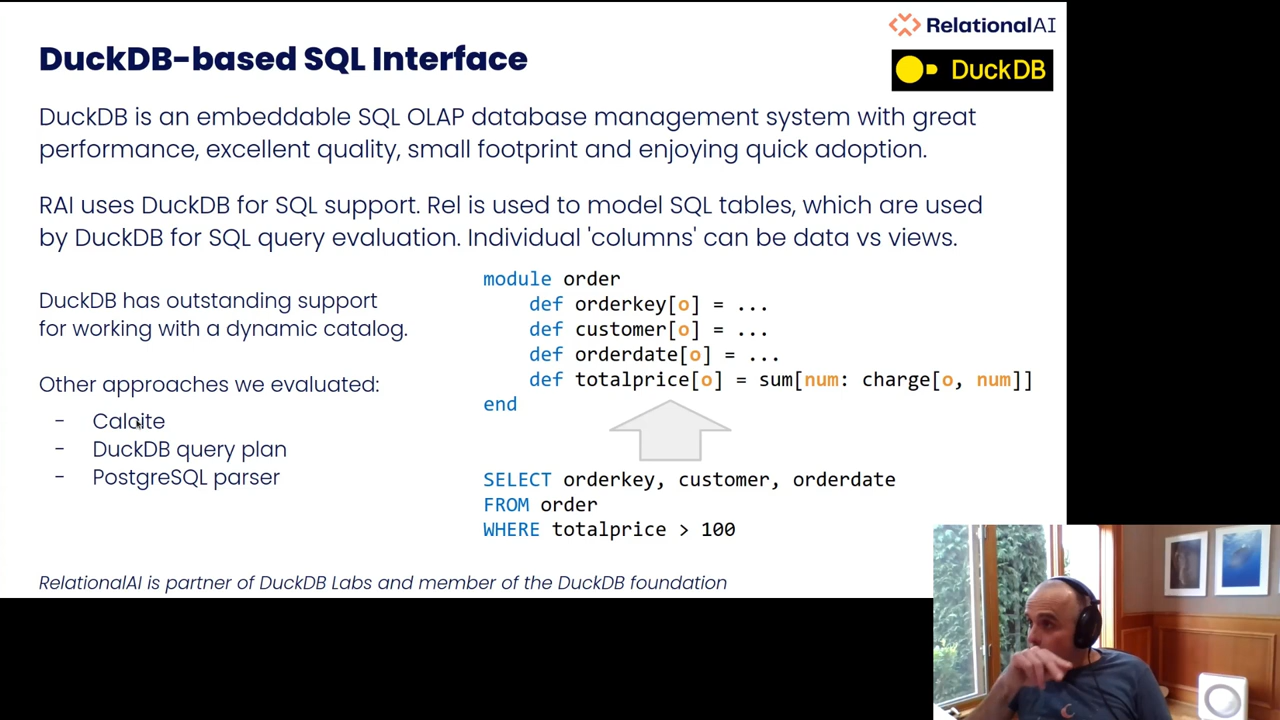 RelationalAI
DuckDB-based SQL Interface
DuckDB
DuckDB is an embeddable SQL OLAP database management system with great
performance, excellent quality, small footprint and enjoying quick adoption.
RAI uses DuckDB for SQL support. Rel is used to model SQL tables, which are used
by DuckDB for SQL query evaluation. Individual 'columns' can be data vs views.
DuckDB has outstanding support
for working with a dynamic catalog.
Other approaches we evaluated:
- Calcite
- DuckDB query plan
- PostgreSQL parser
module order
def orderkey[o] = ...
def customer[o] = ...
def orderdate[o] = ...
def totalprice[o] = sum[num: charge[o, num]]
end
SELECT orderkey, customer, orderdate
FROM order
WHERE totalprice > 100
RelationalAI is partner of DuckDB Labs and member of the DuckDB foundation